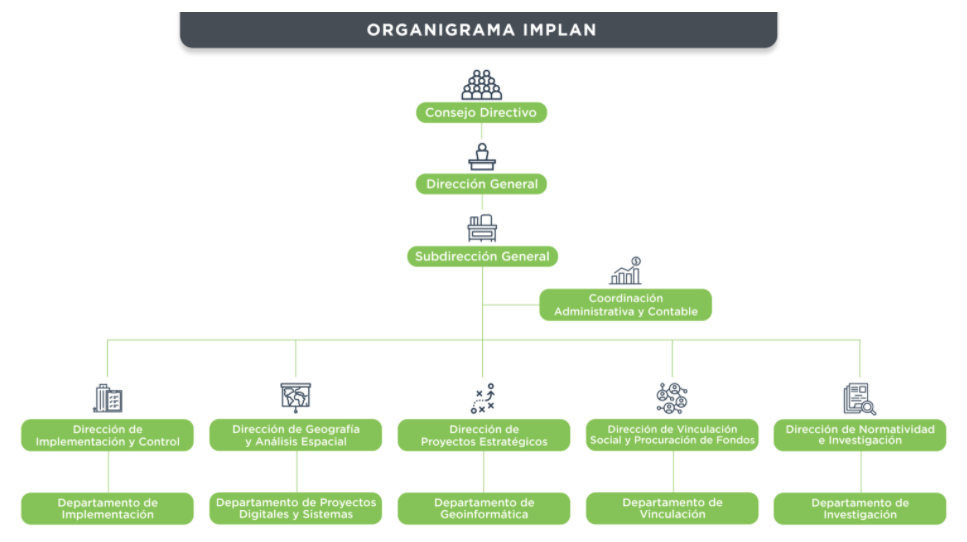 ORGANIGRAMA IMPLAN
Consejo Directivo
Dirección General
Subdirección General
Coordinación
Administrativa y Contable
Dirección de
Implementación y Control
Dirección de Geografía
y Análisis Espacial
Dirección de
Proyectos Estratégicos
Dirección de Vinculación
Social y Procuración de Fondos
Dirección de Normatividad
e Investigación
Departamento de
Implementación
Departamento de Proyectos
Digitales y Sistemas
Departamento de
Geoinformática
Departamento de
Vinculación
Departamento de
Investigación